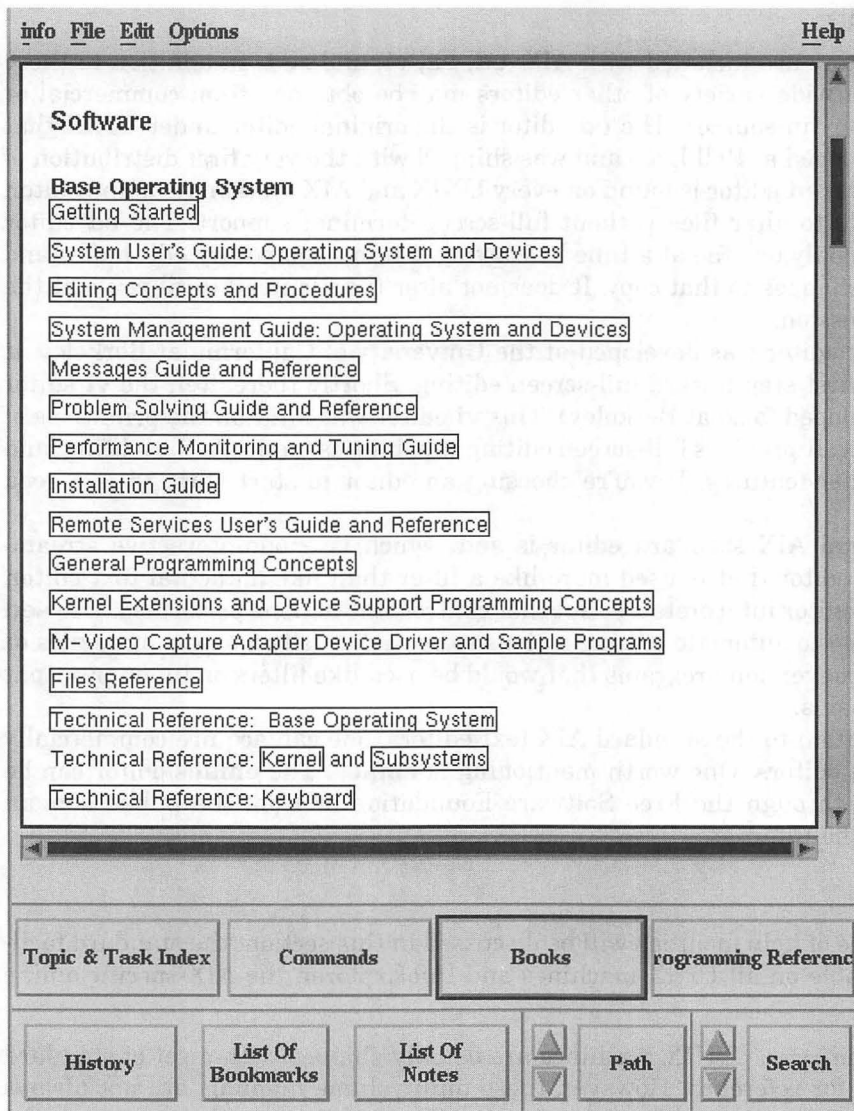 info File Edit Options Help
Software
Base Operating System
Getting Started
System User's Guide: Operating System and Devices
Editing Concepts and Procedures
System Management Guide: Operating System and Devices
Messages Guide and Reference
Problem Solving Guide and Reference
Performance Monitoring and Tuning Guide
Installation Guide
Remote Services User's Guide and Reference
General Programming Concepts
Kernel Extensions and Device Support Programming Concepts
M-Video Capture Adapter Device Driver and Sample Programs
Files Reference
Technical Reference: Base Operating System
Technical Reference: Kernel and Subsystems
Technical Reference: Keyboard
Topic & Task Index Commands Books rogramming Referenc
History List Of Bookmarks List Of Notes Path Search